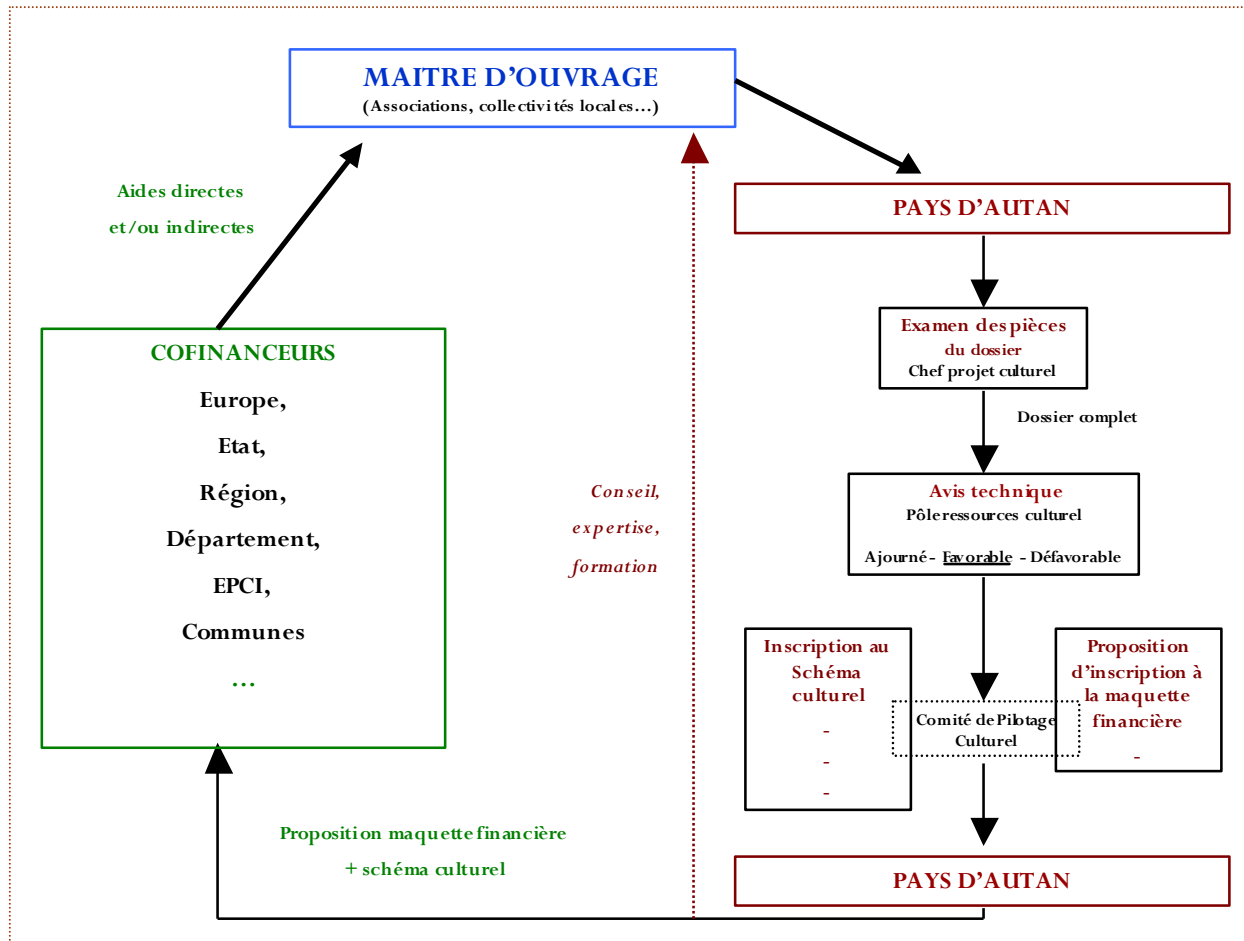 MAITRE D'OUVRAGE
(Associations, collectivités locales…)
Aides directes
et/ou indirectes
PAYS D'AUTAN
Examen des pièces
du dossier
Chef projet culturel
Dossier complet
COFINANCEURS
Europe,
Etat,
Région,
Département,
EPCI,
Communes
…
Conseil,
expertise,
formation
Avis technique
Pôle ressources culturel
Ajourné - Favorable - Défavorable
Inscription au
Schéma
culturel
-
-
-
Comité de Pilotage
Culturel
Proposition
d'inscription à
la maquette
financière
-
Proposition maquette financière
+ schéma culturel
PAYS D'AUTAN